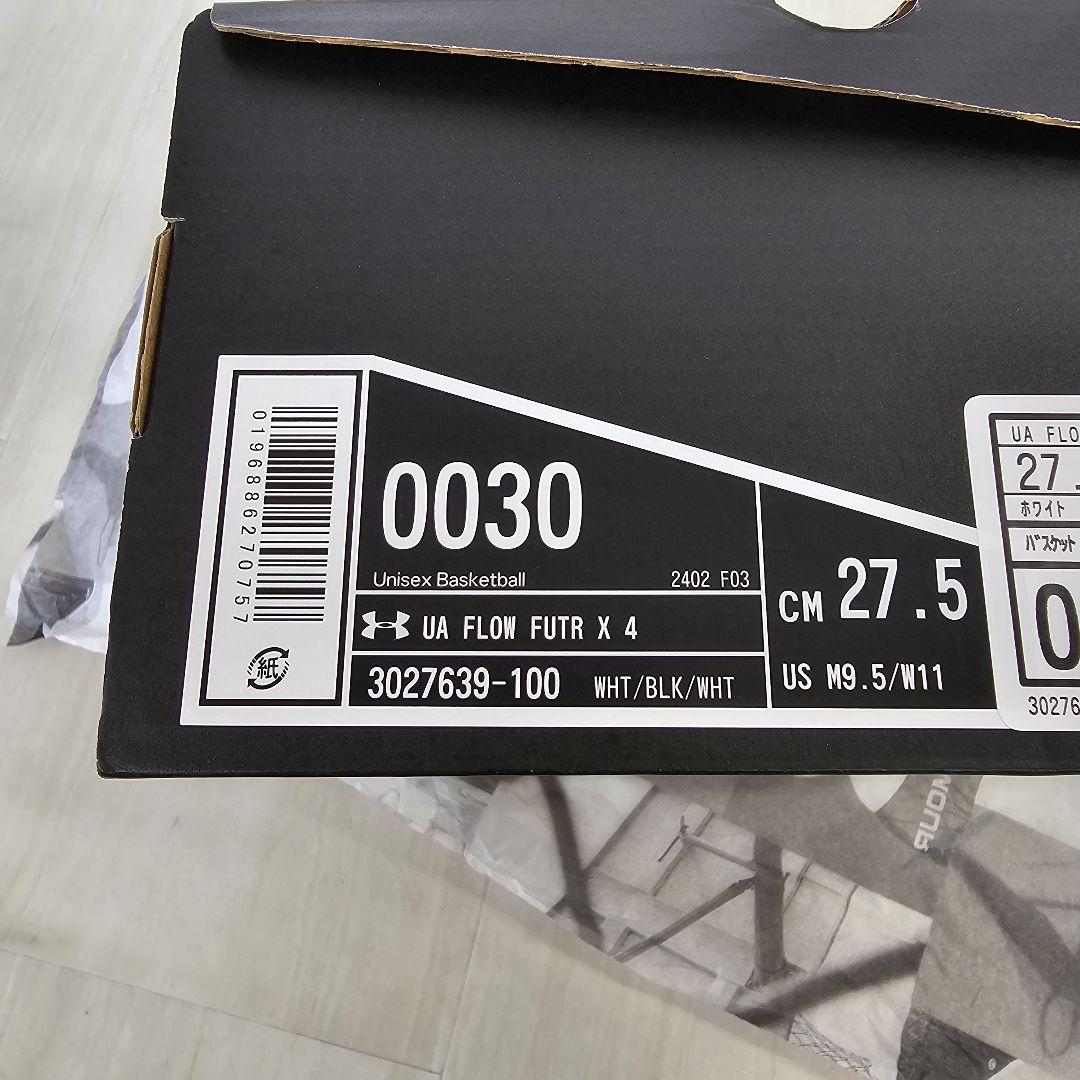 0196886270757
紙
0030
Unisex Basketball
2402 F03
UA FLOW FUTR X 4
3027639-100 WHT/BLK/WHT
CM 27.5
US M9.5/W11
UA FLO
27.
ホワイト
バスケット
0
30276